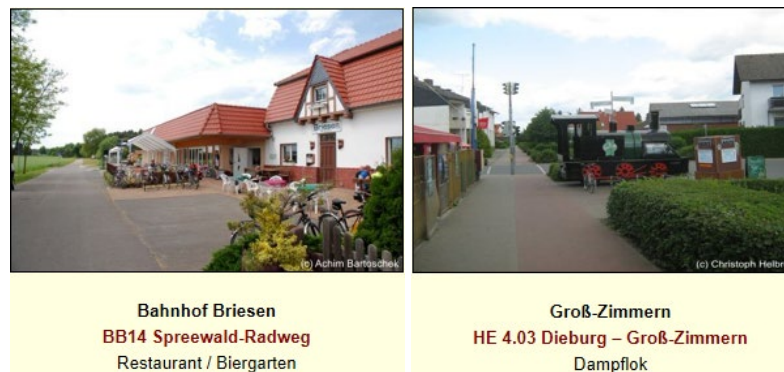 (c) Achim Bartoschek
Bahnhof Briesen
BB14 Spreewald-Radweg
Restaurant / Biergarten
(c) Christoph Helbr
Groß-Zimmern
HE 4.03 Dieburg – Groß-Zimmern
Dampflok